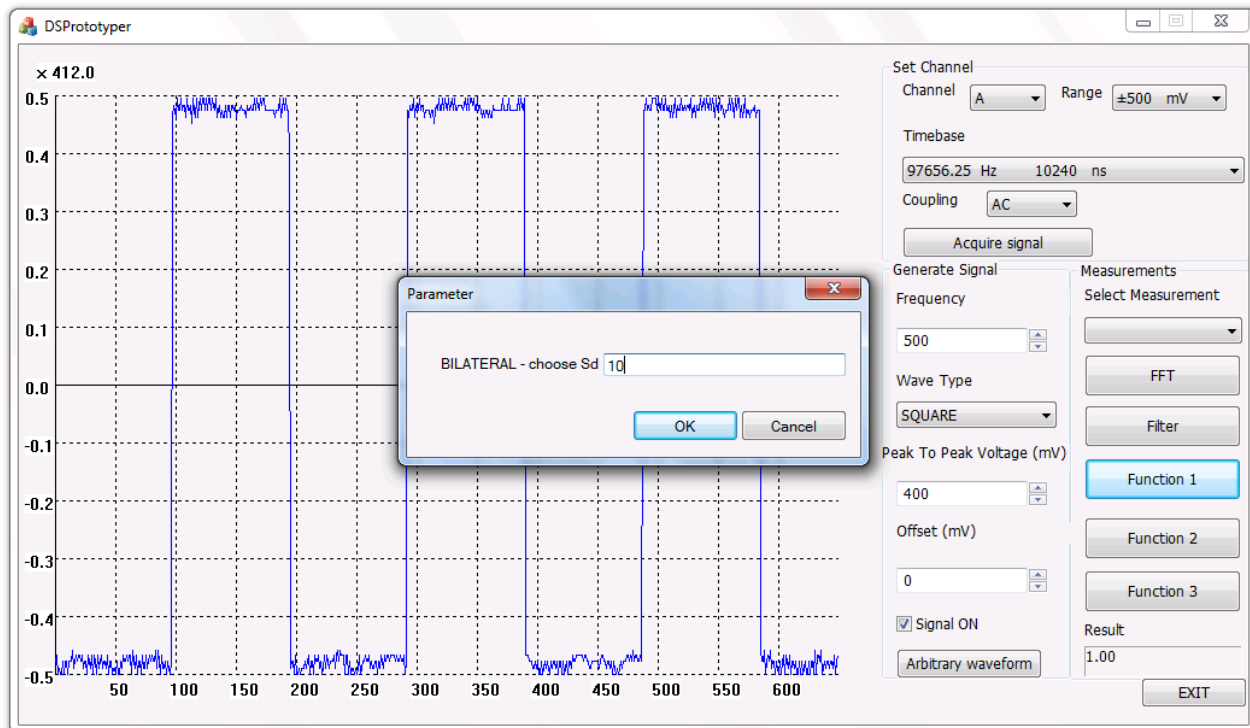 DSPrototyper
× 412.0
0.5
0.4
0.3
0.2
0.1
0.0
-0.1
-0.2
-0.3
-0.4
-0.5
50 100 150 200 250 300 350 400 450 500 550 600
Parameter
BILATERAL - choose Sd 10
OK Cancel
Set Channel
Channel A Range ±500 mV
Timebase
97656.25 Hz 10240 ns
Coupling AC
Acquire signal
Generate Signal
Frequency
500
Wave Type
SQUARE
Peak To Peak Voltage (mV)
400
Offset (mV)
0
Signal ON
Arbitrary waveform
Measurements
Select Measurement
FFT
Filter
Function 1
Function 2
Function 3
Result
1.00
EXIT